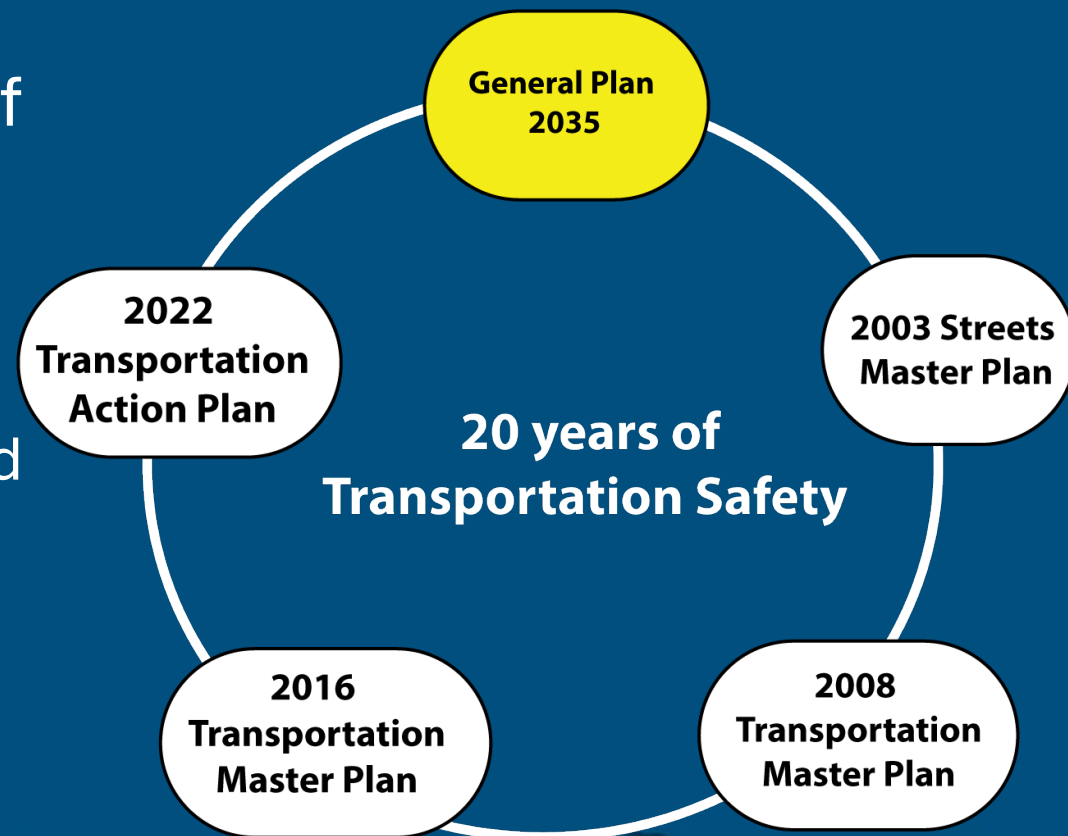 f
d
General Plan
2035
2003 Streets
Master Plan
2008
Transportation
Master Plan
2016
Transportation
Master Plan
2022
Transportation
Action Plan
20 years of
Transportation Safety